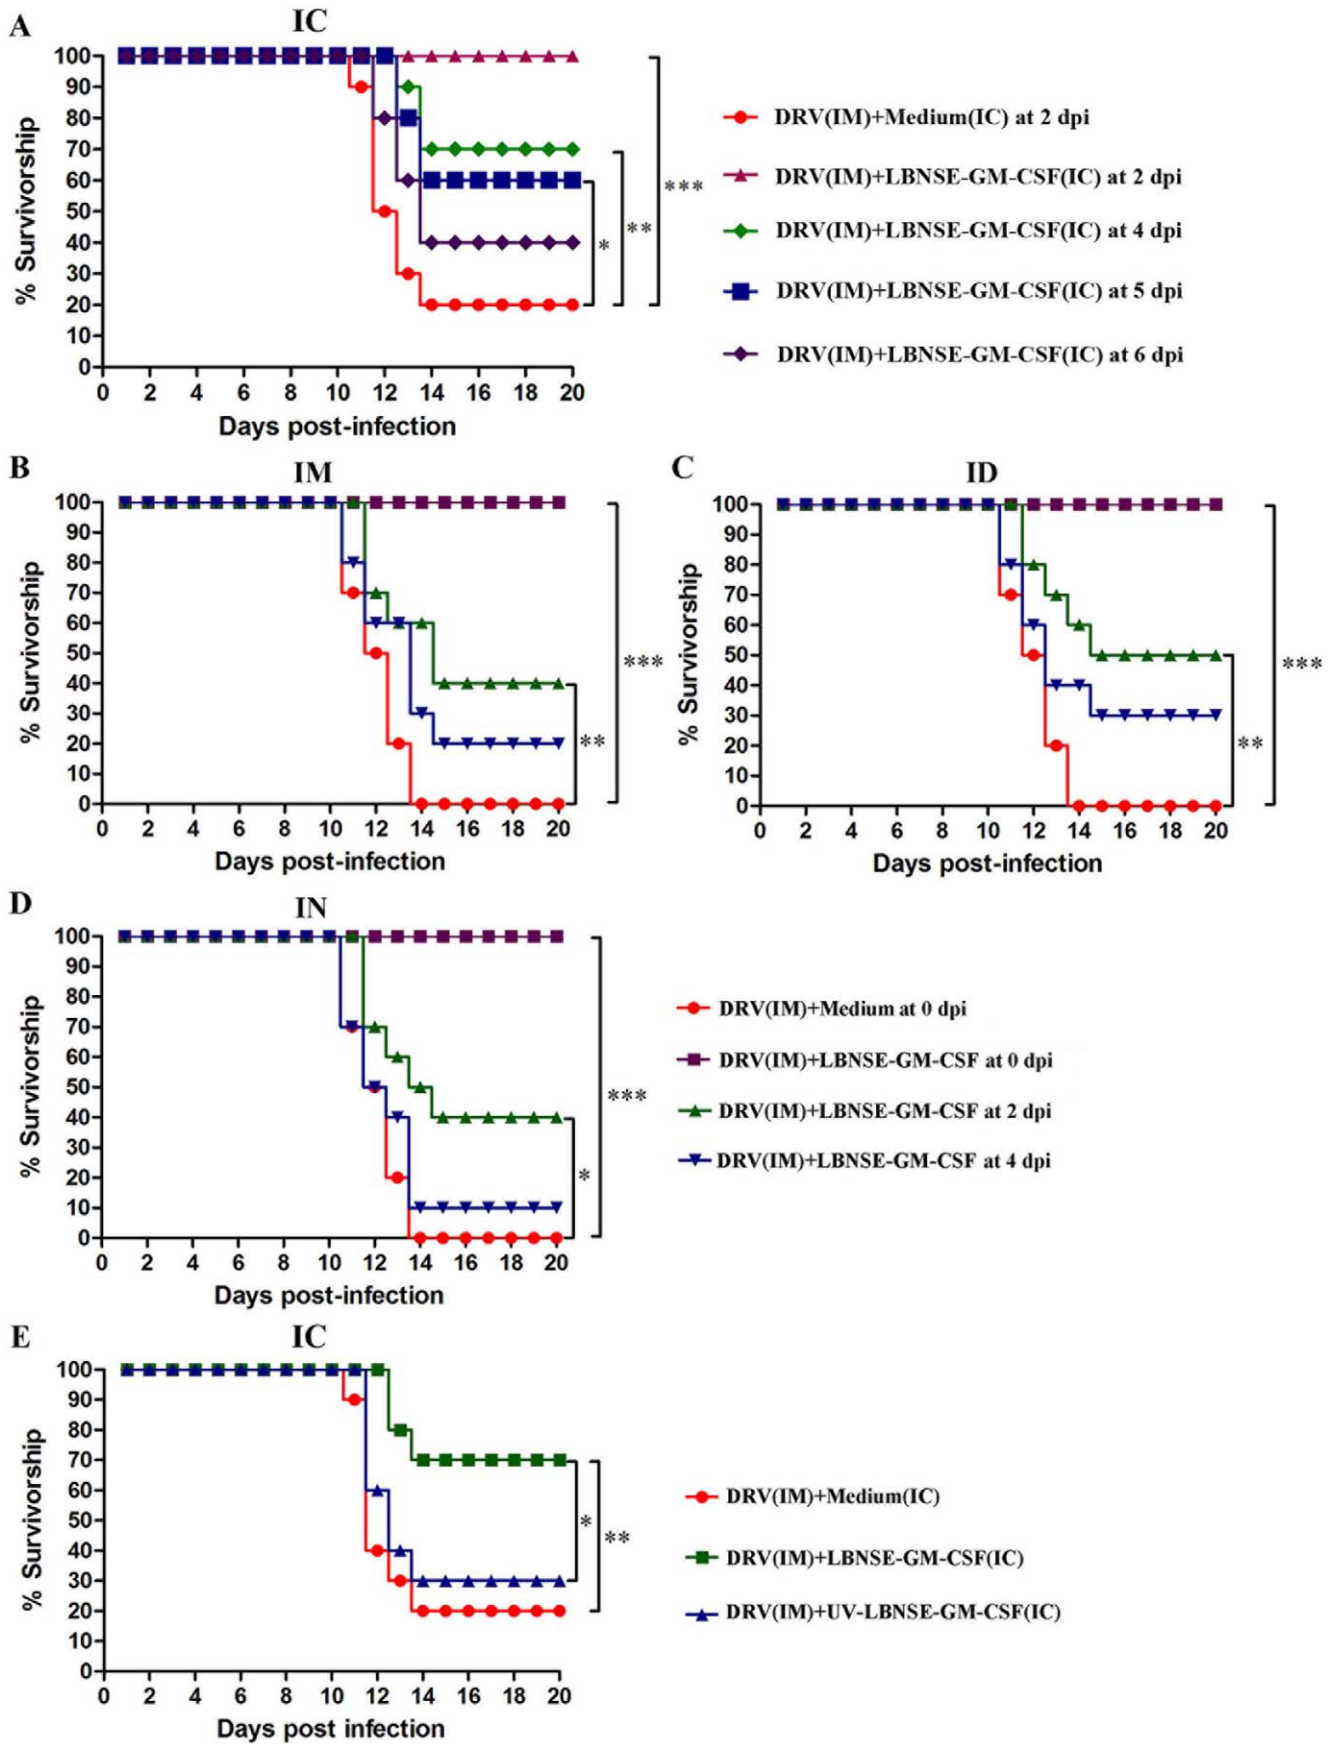 A
IC
100
90
80
70
60
50
40
30
20
10
0
% Survivorship
0 2 4 6 8 10 12 14 16 18 20
Days post-infection
*
**
***
DRV(IM)+Medium(IC) at 2 dpi
DRV(IM)+LBNSE-GM-CSF(IC) at 2 dpi
DRV(IM)+LBNSE-GM-CSF(IC) at 4 dpi
DRV(IM)+LBNSE-GM-CSF(IC) at 5 dpi
DRV(IM)+LBNSE-GM-CSF(IC) at 6 dpi
B
IM
100
90
80
70
60
50
40
30
20
10
0
% Survivorship
0 2 4 6 8 10 12 14 16 18 20
Days post-infection
**
***
C
ID
100
90
80
70
60
50
40
30
20
10
0
% Survivorship
0 2 4 6 8 10 12 14 16 18 20
Days post-infection
**
***
D
IN
100
90
80
70
60
50
40
30
20
10
0
% Survivorship
0 2 4 6 8 10 12 14 16 18 20
Days post-infection
*
***
DRV(IM)+Medium at 0 dpi
DRV(IM)+LBNSE-GM-CSF at 0 dpi
DRV(IM)+LBNSE-GM-CSF at 2 dpi
DRV(IM)+LBNSE-GM-CSF at 4 dpi
E
IC
100
90
80
70
60
50
40
30
20
10
0
% Survivorship
0 2 4 6 8 10 12 14 16 18 20
Days post infection
*
**
DRV(IM)+Medium(IC)
DRV(IM)+LBNSE-GM-CSF(IC)
DRV(IM)+UV-LBNSE-GM-CSF(IC)